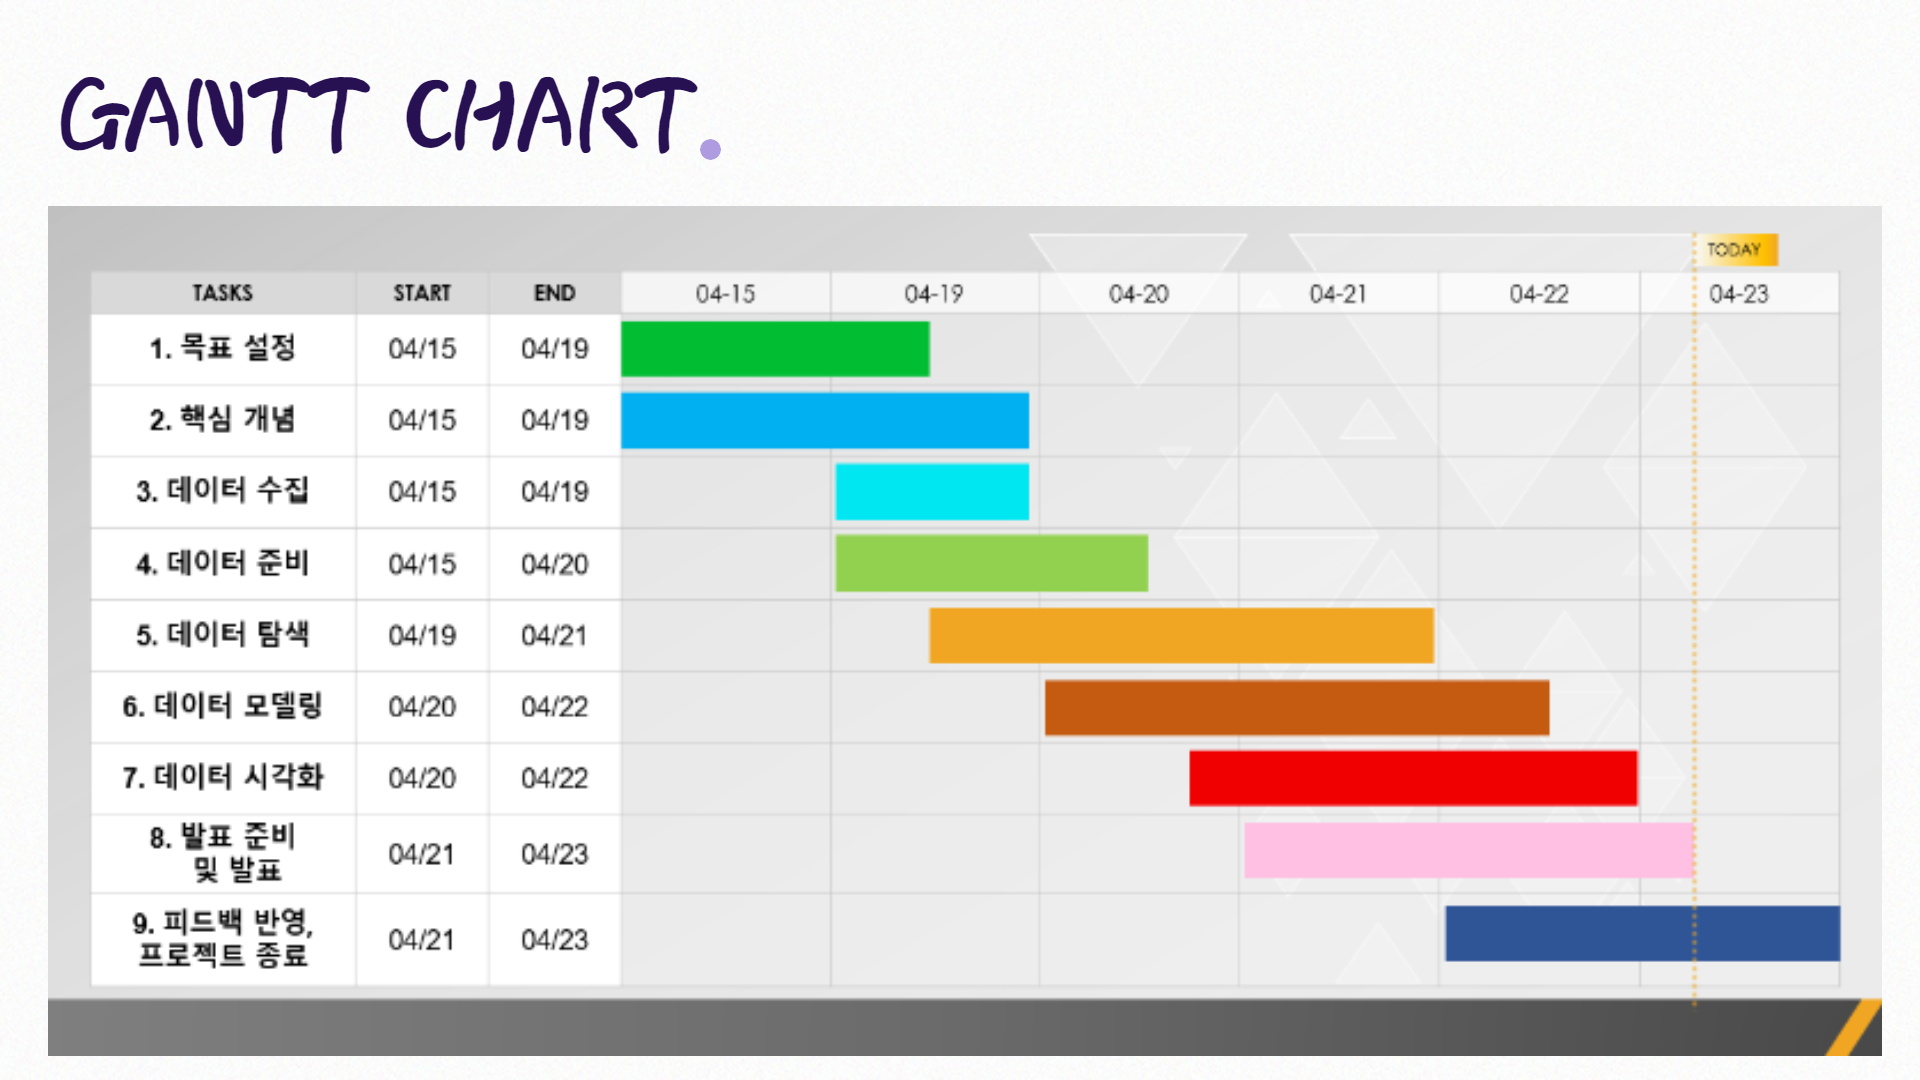 GANTT CHART.
TODAY
TASKS START END 04-15 04-19 04-20 04-21 04-22 04-23
1. 목표 설정 04/15 04/19
2. 핵심 개념 04/15 04/19
3. 데이터 수집 04/15 04/19
4. 데이터 준비 04/15 04/20
5. 데이터 탐색 04/19 04/21
6. 데이터 모델링 04/20 04/22
7. 데이터 시각화 04/20 04/22
8. 발표 준비
및 발표 04/21 04/23
9. 피드백 반영,
프로젝트 종료 04/21 04/23